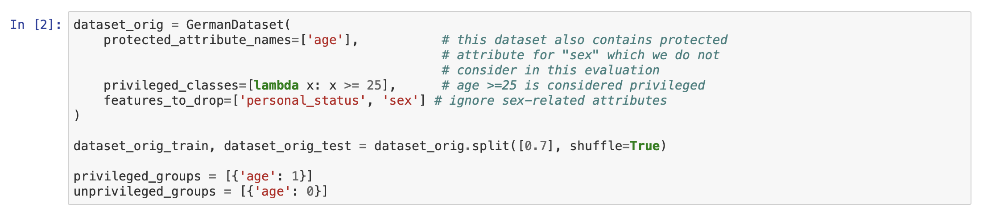 In [2]: dataset_orig = GermanDataset(
    protected_attribute_names=['age'],           # this dataset also contains protected
                                                 # attribute for "sex" which we do not
                                                 # consider in this evaluation
    privileged_classes=[lambda x: x >= 25],      # age >=25 is considered privileged
    features_to_drop=['personal_status', 'sex'] # ignore sex-related attributes
)
dataset_orig_train, dataset_orig_test = dataset_orig.split([0.7], shuffle=True)
privileged_groups = [{'age': 1}]
unprivileged_groups = [{'age': 0}]